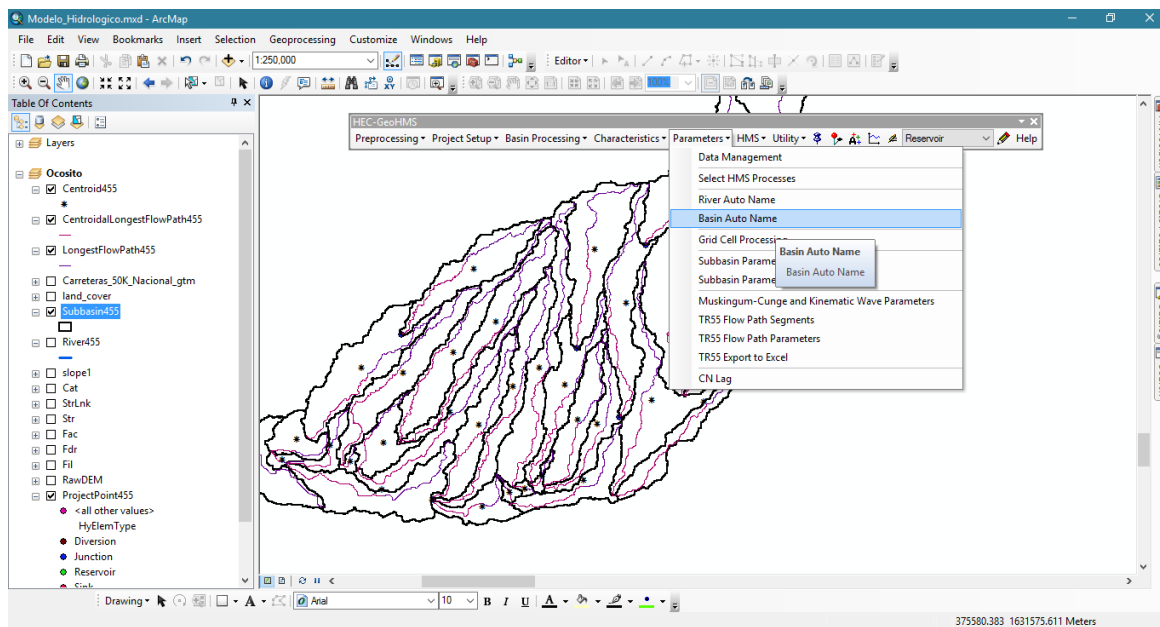 Modelo_Hidrologico.mxd - ArcMap
File Edit View Bookmarks Insert Selection Geoprocessing Customize Windows Help
1:250,000
Editor
100%
Table Of Contents
Layers
Ocosito
Centroid455
CentroidalLongestFlowPath455
LongestFlowPath455
Carreteras_50K_Nacional_gtm
land_cover
Subbasin455
River455
slope1
Cat
StrLnk
Str
Fac
Fdr
Fil
RawDEM
ProjectPoint455
<all other values>
HyElemType
Diversion
Junction
Reservoir
HEC-GeoHMS
Preprocessing Project Setup Basin Processing Characteristics Parameters HMS Utility Reservoir Help
Data Management
Select HMS Processes
River Auto Name
Basin Auto Name
Grid Cell Processing
Basin Auto Name
Basin Auto Name
Subbasin Parame
Subbasin Parame
Muskingum-Cunge and Kinematic Wave Parameters
TR55 Flow Path Segments
TR55 Flow Path Parameters
TR55 Export to Excel
CN Lag
Drawing A Arial 10 B I U A
375580.383 1631575.611 Meters